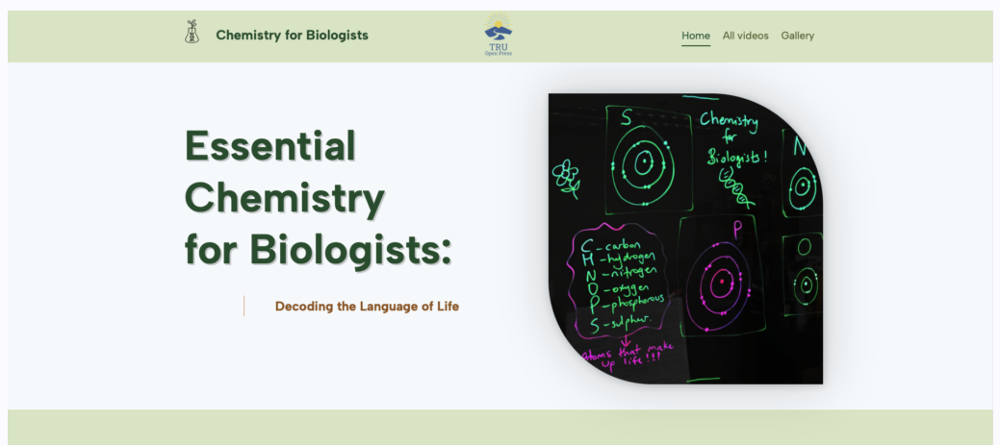 Chemistry for Biologists
TRU
Open Press
Home
All videos
Gallery
Essential
Chemistry
for Biologists:
Decoding the Language of Life
S
Chemistry
for
Biologists!
N
C - carbon
H - hydrogen
N - nitrogen
O - oxygen
P - phosphorous
S - sulphur.
Atoms that make
up life!!!
P
O